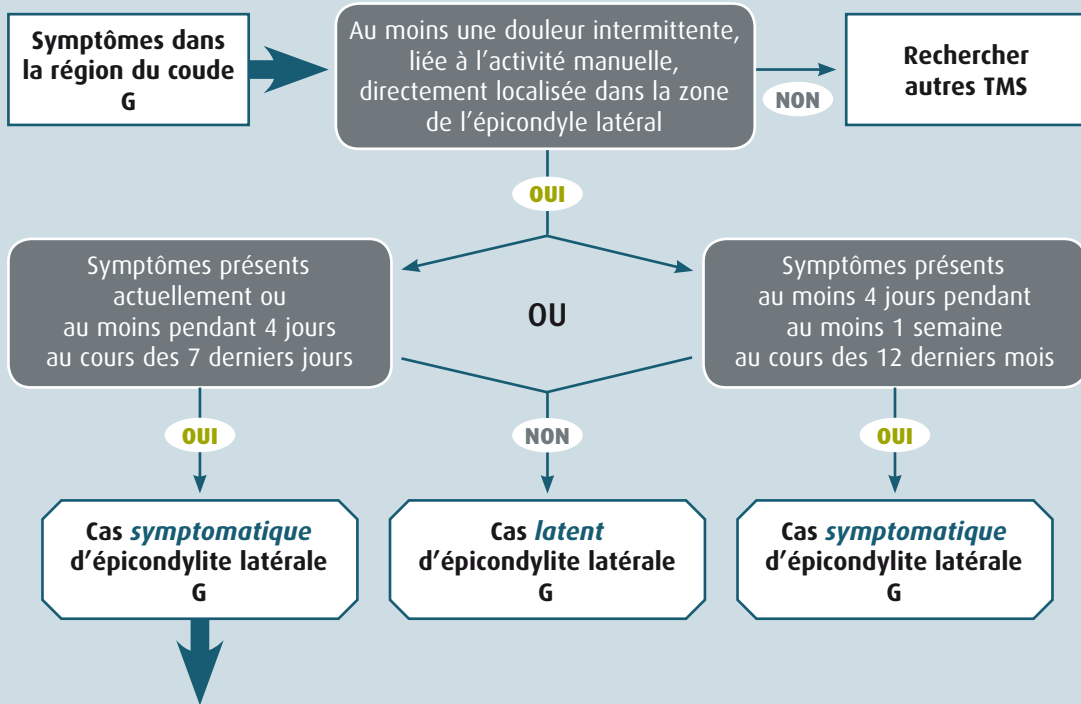 Symptômes dans
la région du coude
G
Au moins une douleur intermittente,
liée à l’activité manuelle,
directement localisée dans la zone
de l’épicondyle latéral
NON
Rechercher
autres TMS
OUI
Symptômes présents
actuellement ou
au moins pendant 4 jours
au cours des 7 derniers jours
OU
Symptômes présents
au moins 4 jours pendant
au moins 1 semaine
au cours des 12 derniers mois
OUI
NON
OUI
Cas symptomatique
d’épicondylite latérale
G
Cas latent
d’épicondylite latérale
G
Cas symptomatique
d’épicondylite latérale
G